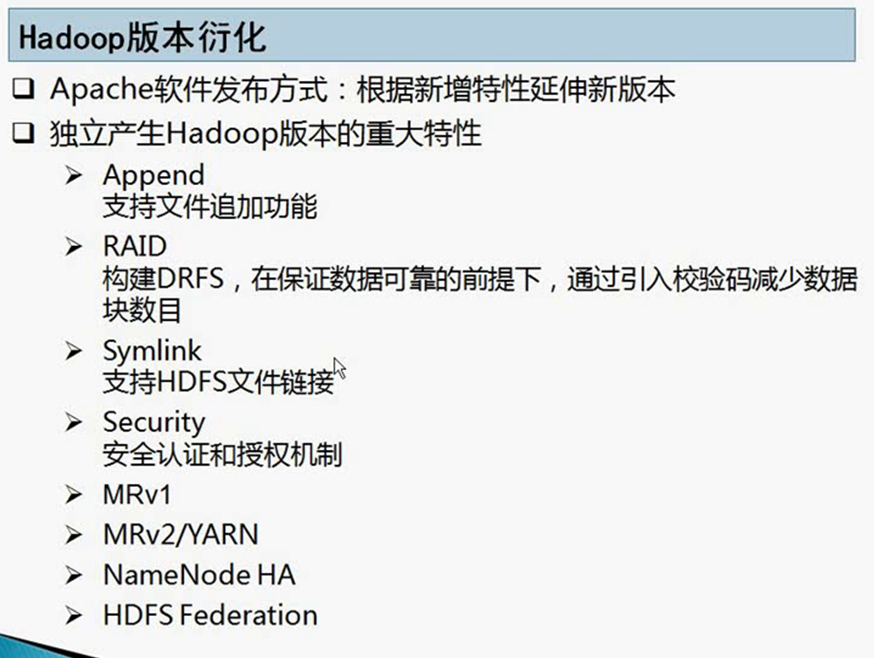 Hadoop版本衍化
Apache软件发布方式：根据新增特性延伸新版本
独立产生Hadoop版本的重大特性
Append
支持文件追加功能
RAID
构建DRFS，在保证数据可靠的前提下，通过引入校验码减少数据
块数目
Symlink
支持HDFS文件链接
Security
安全认证和授权机制
MRv1
MRv2/YARN
NameNode HA
HDFS Federation